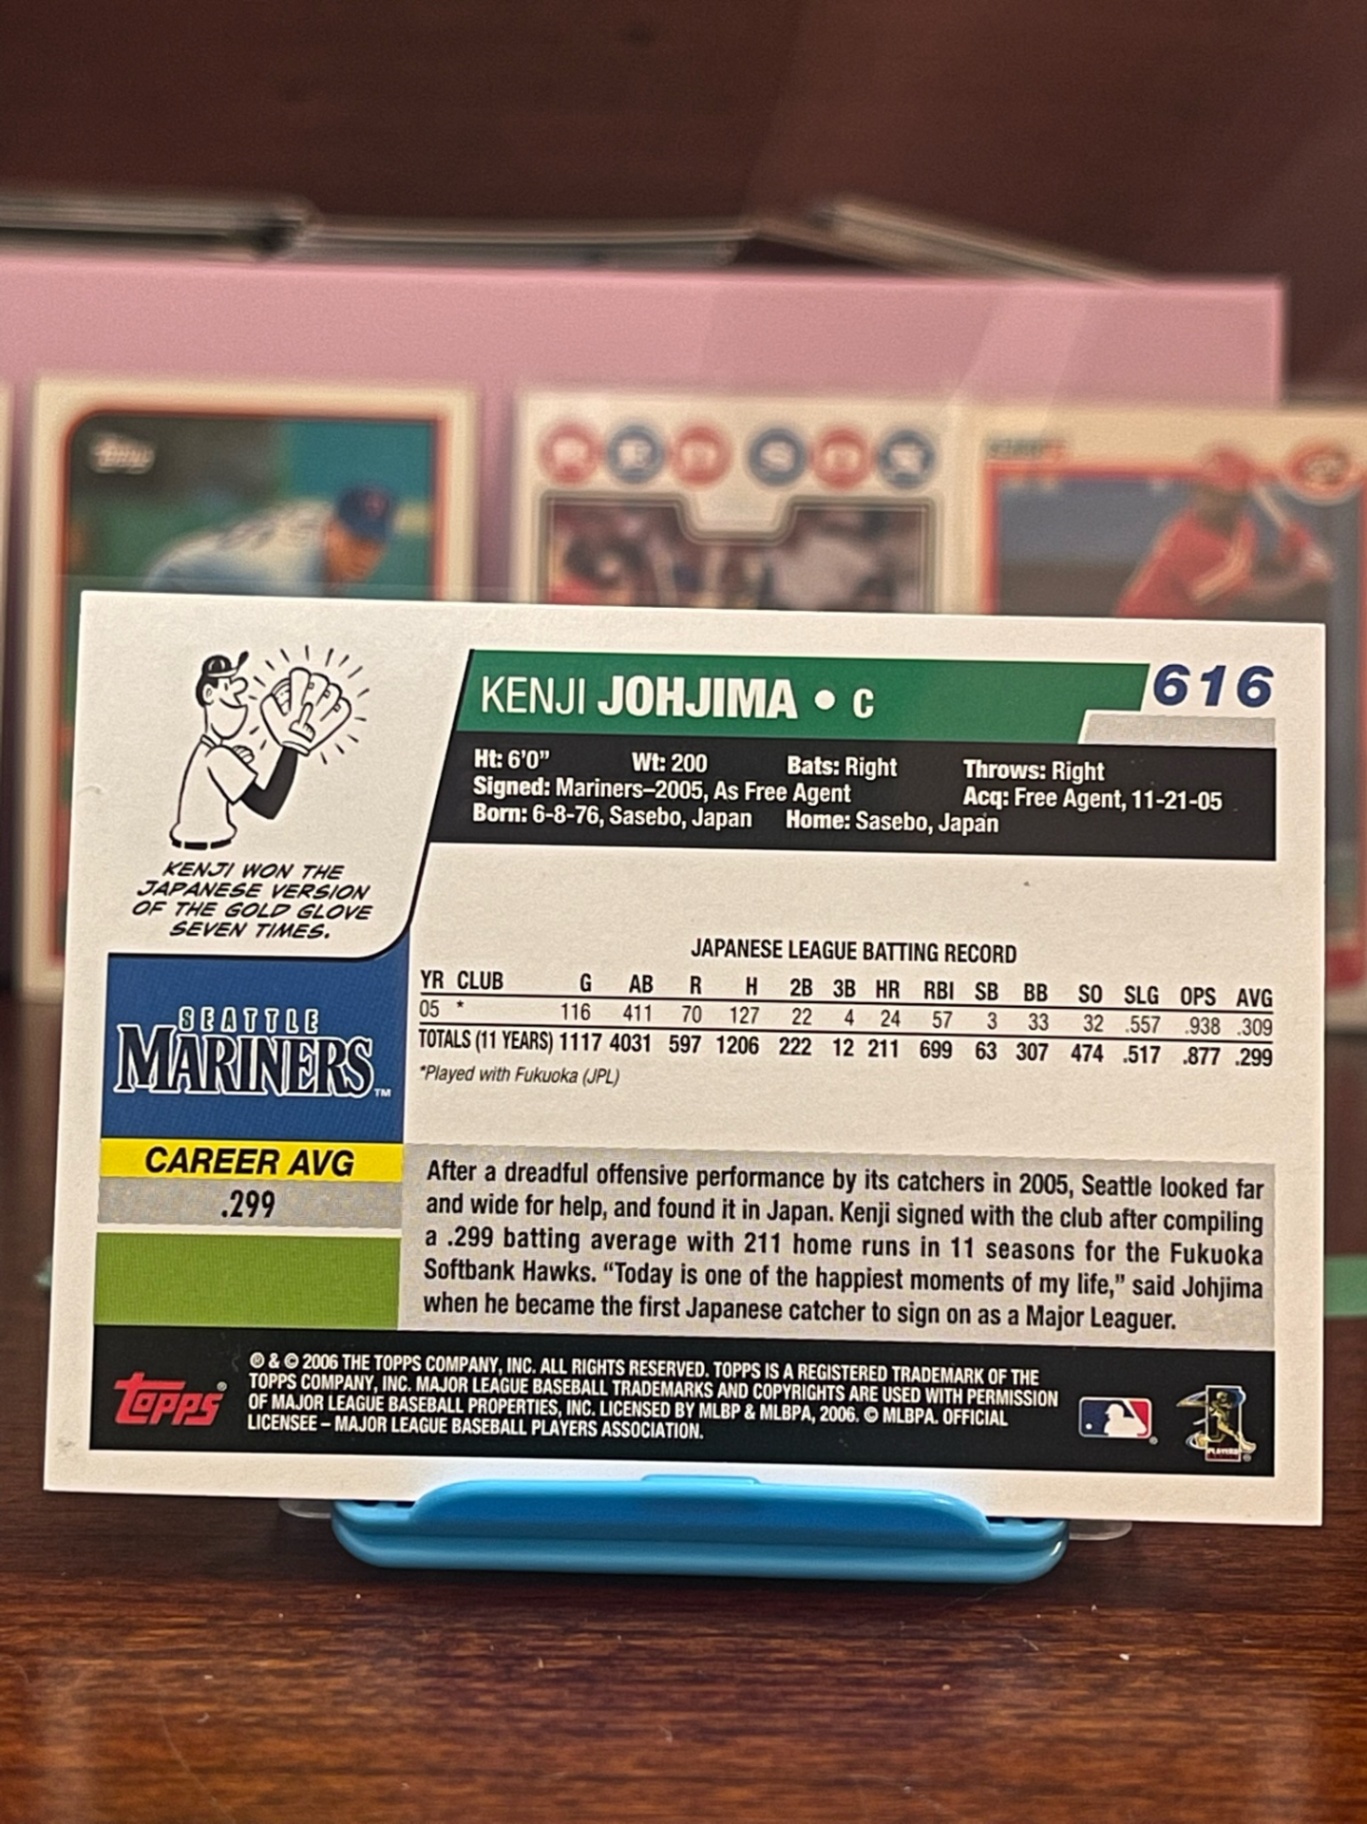 Topps
RED SOX
KENJI JOHJIMA • C
616
Ht: 6'0" Wt: 200 Bats: Right Throws: Right
Signed: Mariners–2005, As Free Agent Acq: Free Agent, 11-21-05
Born: 6-8-76, Sasebo, Japan Home: Sasebo, Japan
KENJI WON THE
JAPANESE VERSION
OF THE GOLD GLOVE
SEVEN TIMES.
JAPANESE LEAGUE BATTING RECORD
YR CLUB G AB R H 2B 3B HR RBI SB BB SO SLG OPS AVG
05 * 116 411 70 127 22 4 24 57 3 33 32 .557 .938 .309
TOTALS (11 YEARS) 1117 4031 597 1206 222 12 211 699 63 307 474 .517 .877 .299
*Played with Fukuoka (JPL)
SEATTLE
MARINERS™
CAREER AVG
.299
After a dreadful offensive performance by its catchers in 2005, Seattle looked far
and wide for help, and found it in Japan. Kenji signed with the club after compiling
a .299 batting average with 211 home runs in 11 seasons for the Fukuoka
Softbank Hawks. “Today is one of the happiest moments of my life,” said Johjima
when he became the first Japanese catcher to sign on as a Major Leaguer.
topps®
® & © 2006 THE TOPPS COMPANY, INC. ALL RIGHTS RESERVED. TOPPS IS A REGISTERED TRADEMARK OF THE
TOPPS COMPANY, INC. MAJOR LEAGUE BASEBALL TRADEMARKS AND COPYRIGHTS ARE USED WITH PERMISSION
OF MAJOR LEAGUE BASEBALL PROPERTIES, INC. LICENSED BY MLBP & MLBPA, 2006. © MLBPA. OFFICIAL
LICENSEE – MAJOR LEAGUE BASEBALL PLAYERS ASSOCIATION.